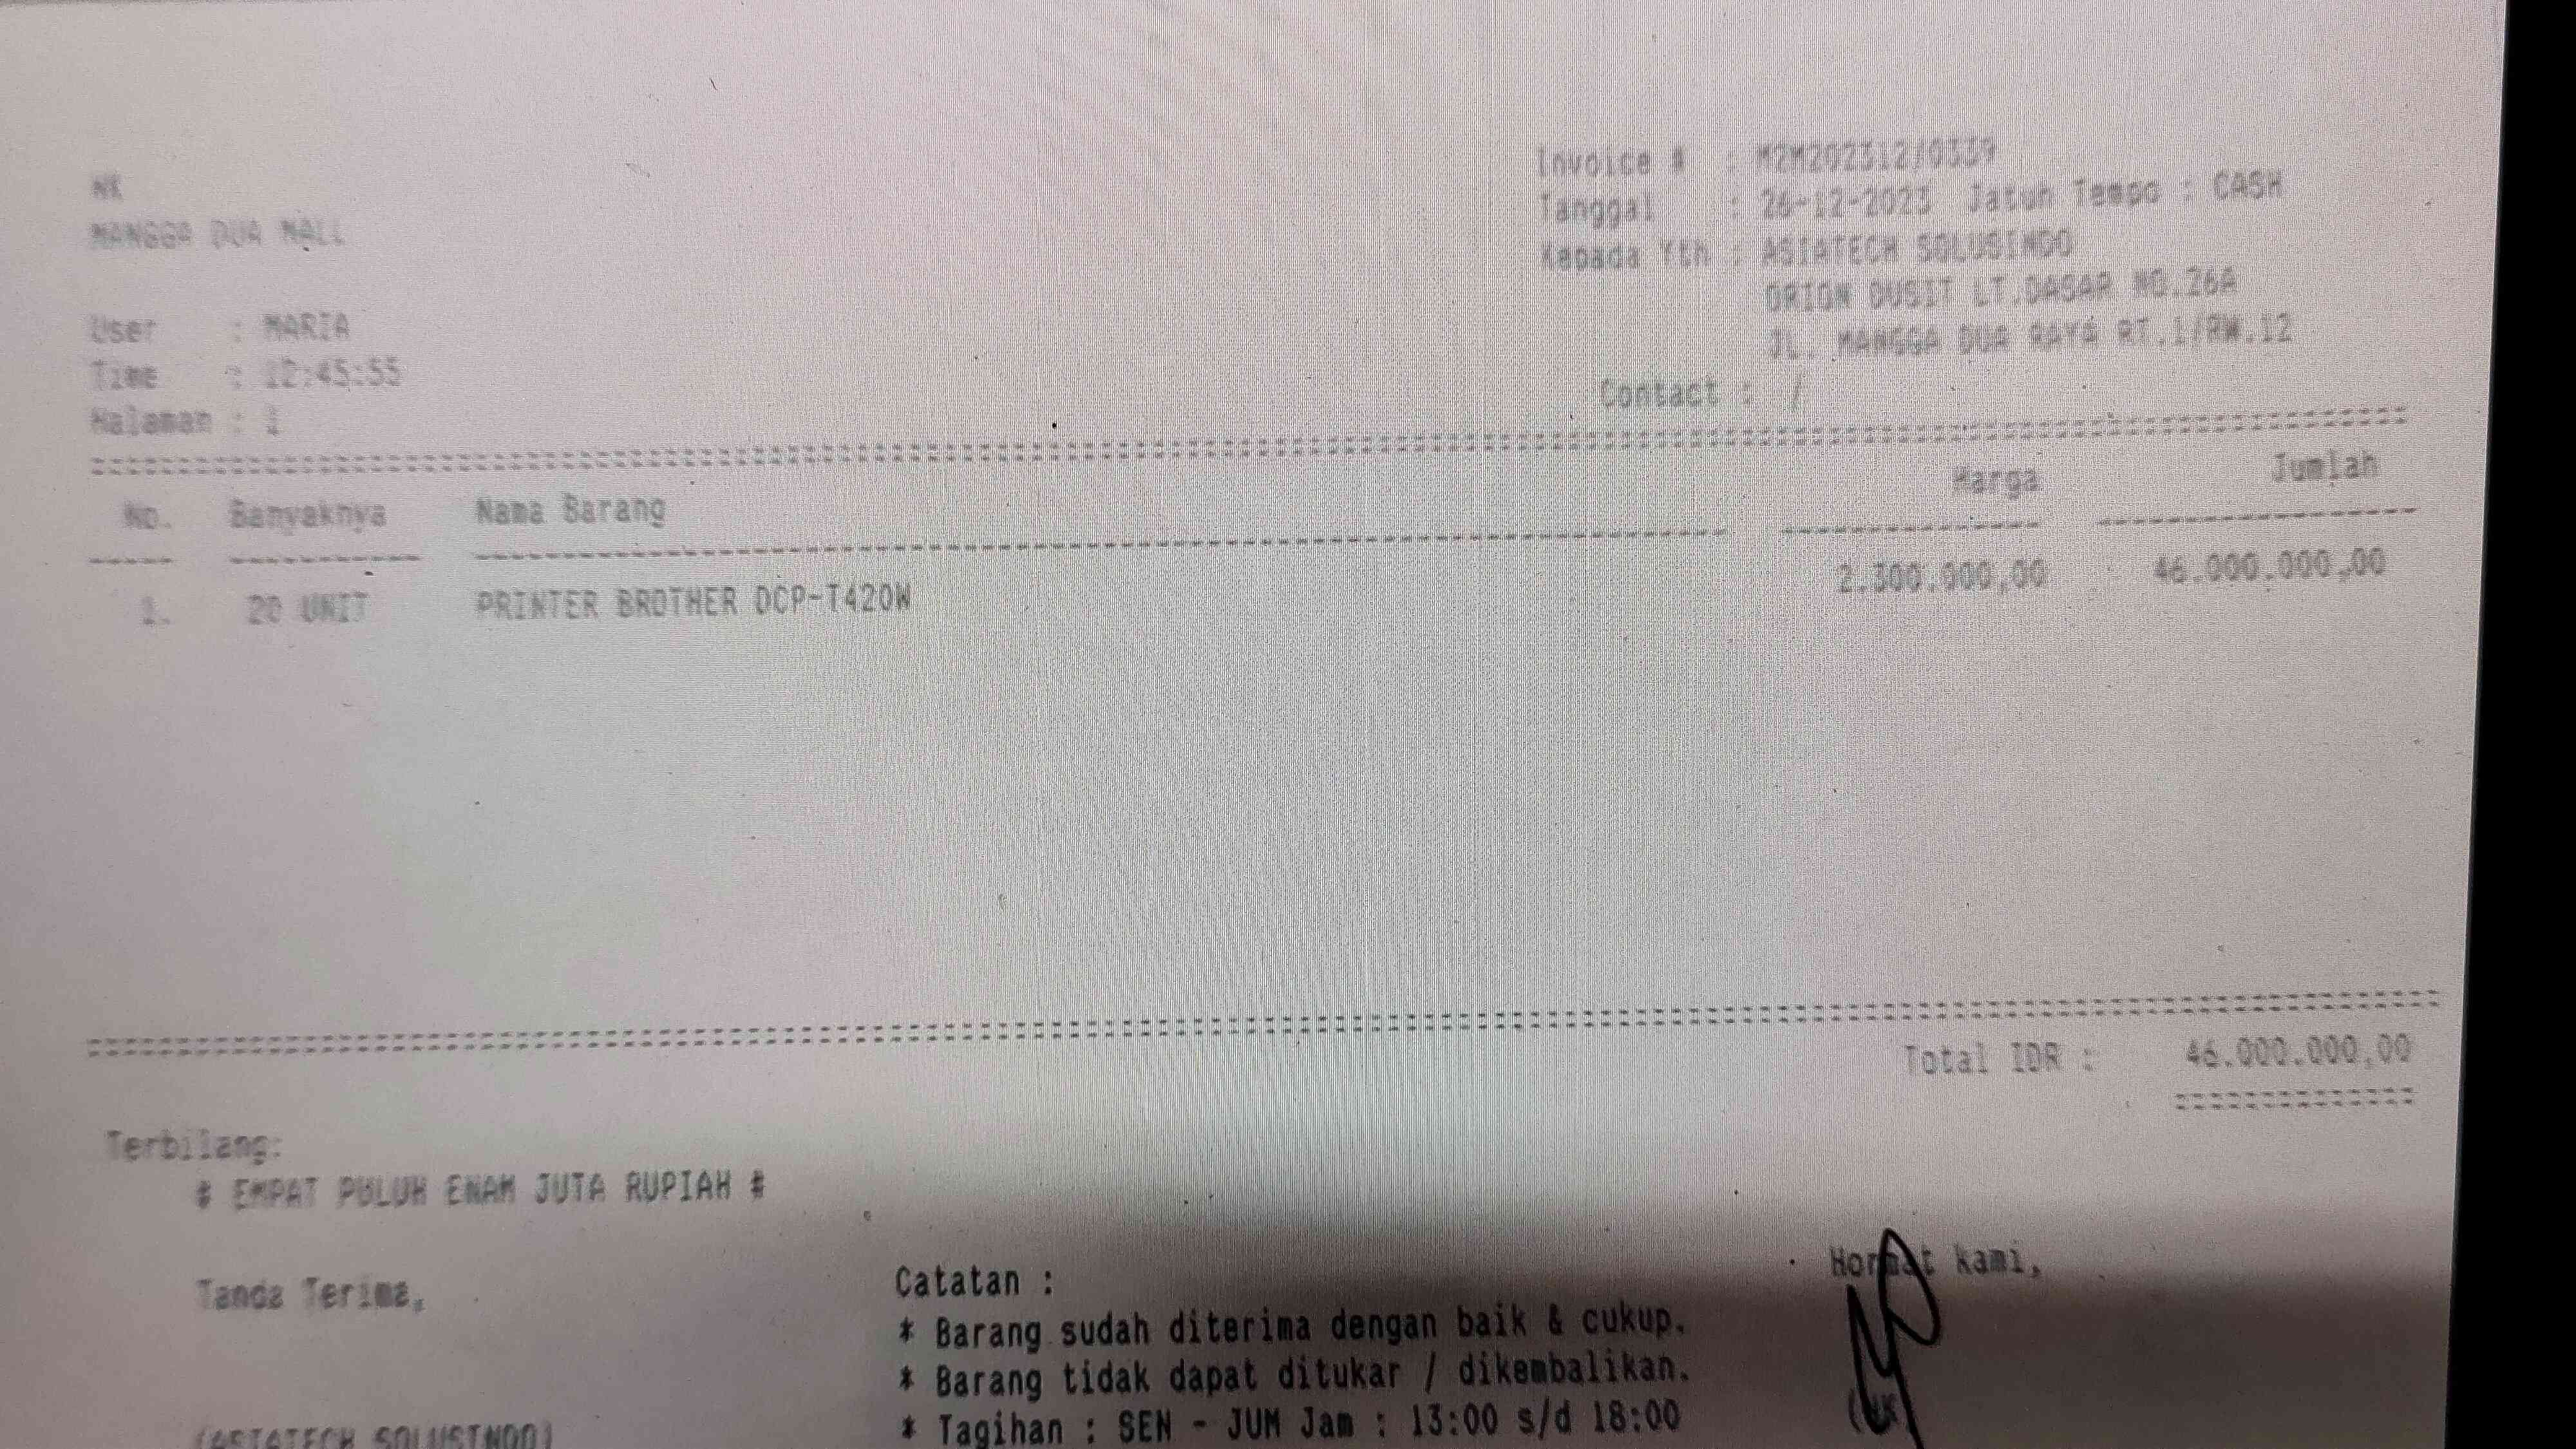 NK
MANGGA DUA MALL
Invoice # : M2M202312/0339
Tanggal : 26-12-2023 Jatuh Tempo : CASH
Kepada Yth : ASIATECH SOLUSINDO
ORION DUSIT LT.DASAR NO.26A
JL. MANGGA DUA RAYA RT.1/RW.12
Contact : /
User : MARIA
Time : 12:45:55
Halaman : 1
No. Banyaknya Nama Barang Harga Jumlah
1. 20 UNIT PRINTER BROTHER DCP-T420W 2.300.000,00 46.000.000,00
Total IDR : 46.000.000,00
Terbilang:
# EMPAT PULUH ENAM JUTA RUPIAH #
Tanda Terima,
(ASIATECH SOLUSINDO)
Catatan :
* Barang sudah diterima dengan baik & cukup.
* Barang tidak dapat ditukar / dikembalikan.
* Tagihan : SEN - JUM Jam : 13:00 s/d 18:00
Hormat kami,